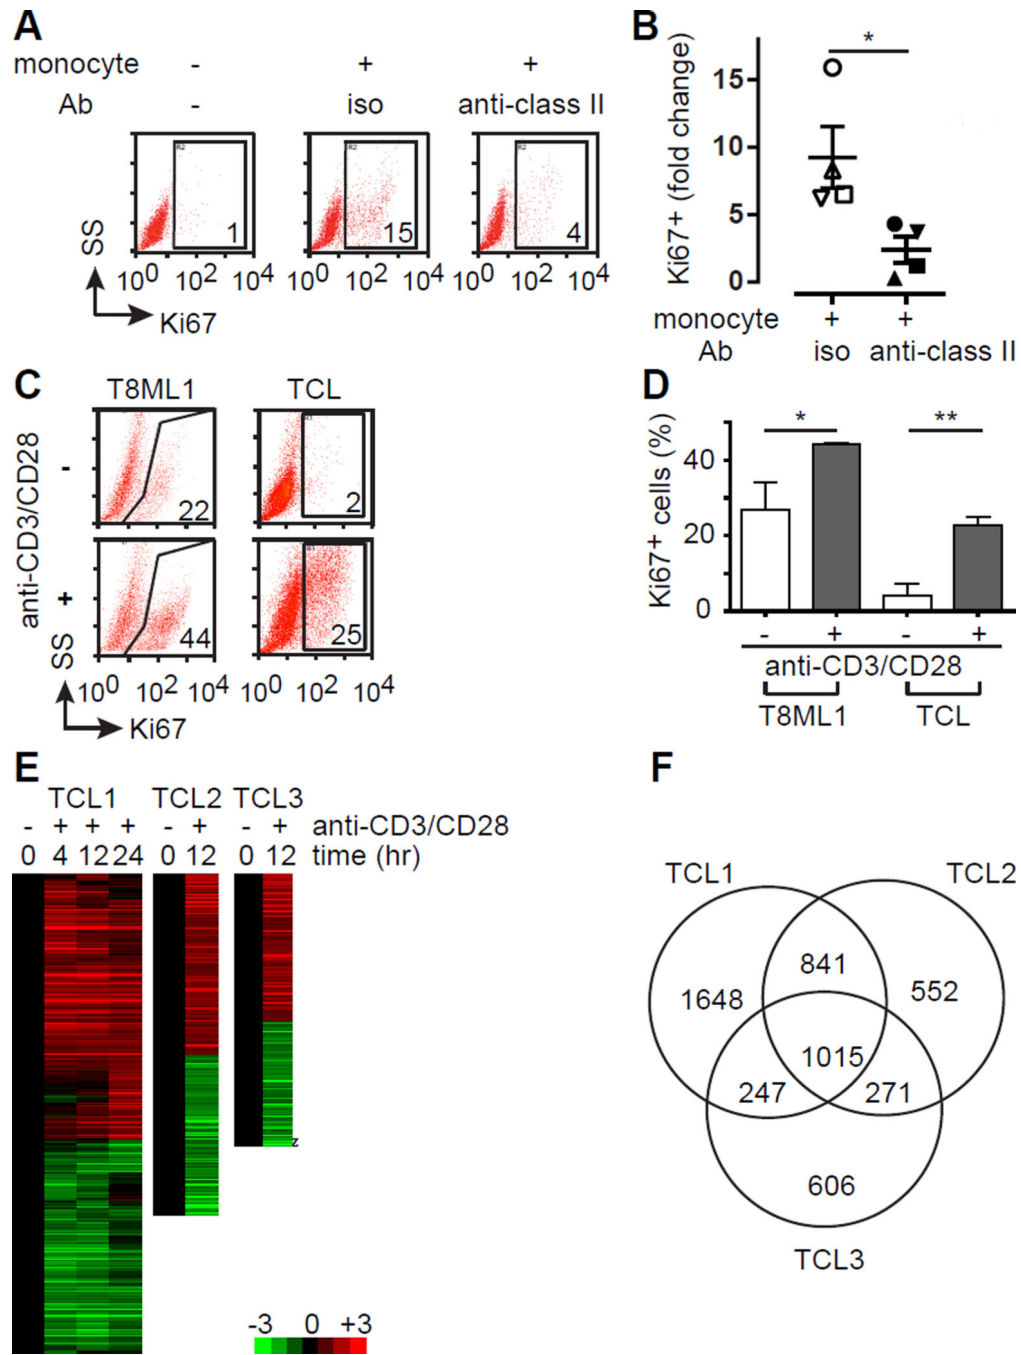 A
monocyte - + +
Ab - iso anti-class II
R2 R2 R2
1 15 4
SS
10^0 10^2 10^4 10^0 10^2 10^4 10^0 10^2 10^4
Ki67
B
*
Ki67+ (fold change)
15
10
5
0
monocyte + +
Ab iso anti-class II
C
T8ML1 TCL
anti-CD3/CD28
-
R1
22 2
+
R1
44 25
SS
10^0 10^2 10^4 10^0 10^2 10^4
Ki67
D
* **
Ki67+ cells (%)
40
20
0
- + - +
anti-CD3/CD28
T8ML1 TCL
E
TCL1 TCL2 TCL3
- + + + - + - + anti-CD3/CD28
0 4 12 24 0 12 0 12 time (hr)
z
-3 0 +3
F
TCL1 TCL2
841
1648 552
1015
247 271
606
TCL3